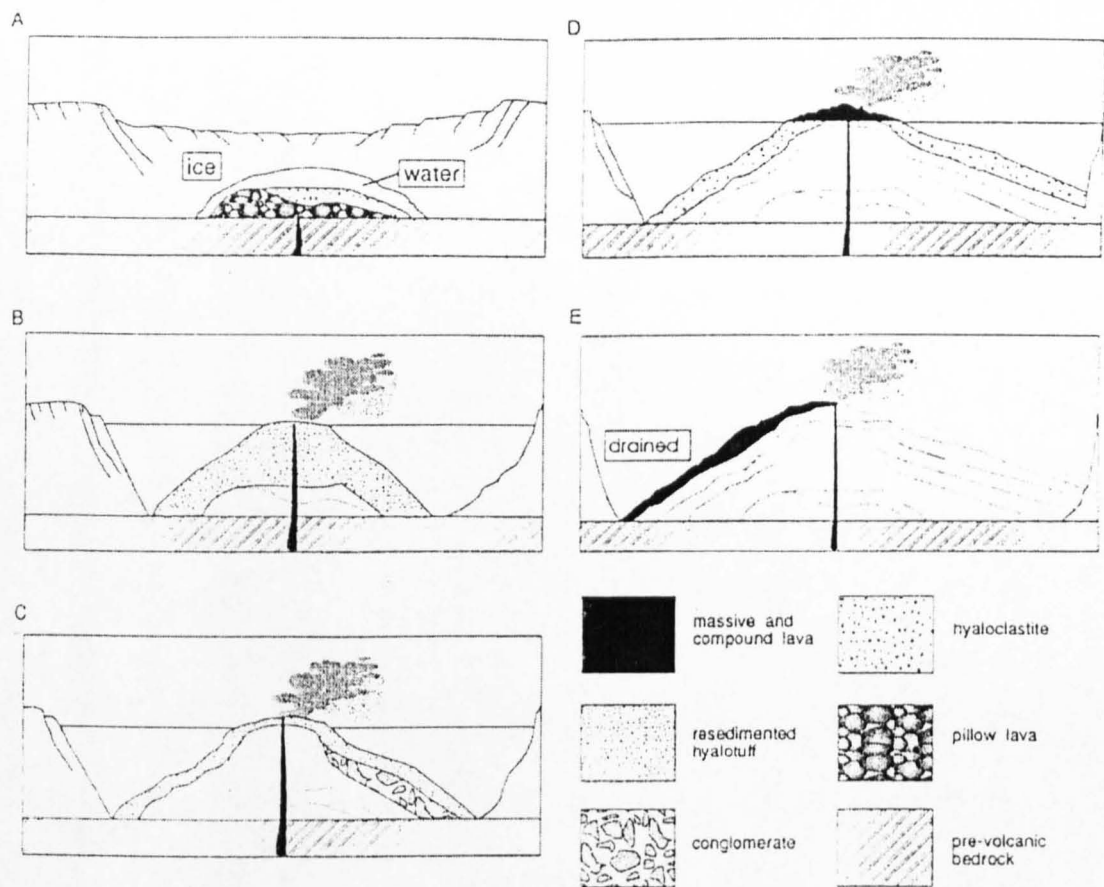 A
ice
water
B
C
D
E
drained
massive and
compound lava
hyaloclastite
resedimented
hyalotuff
pillow lava
conglomerate
pre-volcanic
bedrock